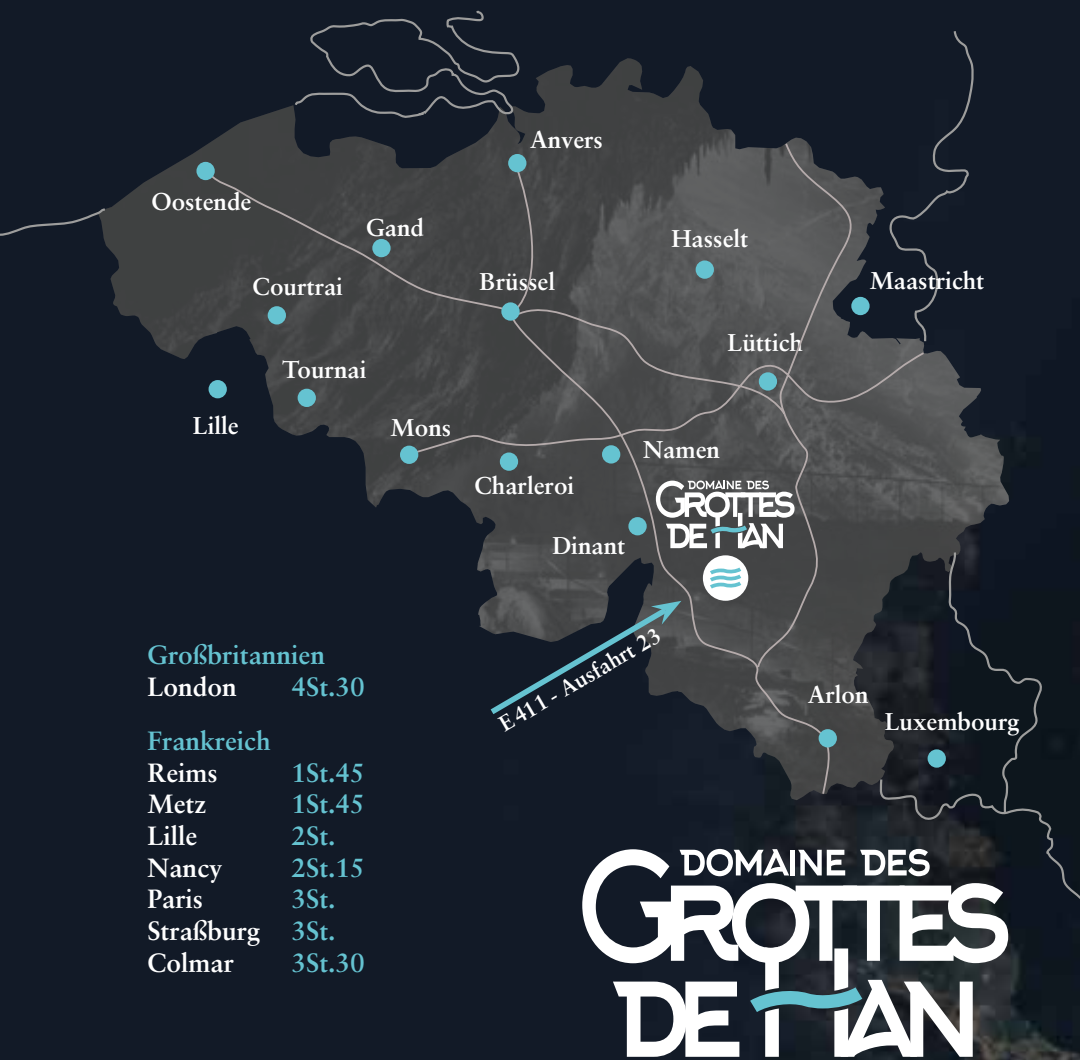 Anvers
Oostende
Gand
Hasselt
Brüssel
Maastricht
Courtrai
Lüttich
Tournai
Lille
Mons
Namen
Charleroi
DOMAINE DES
GROTTES
DE HAN
Dinant
E411 - Ausfahrt 23
Arlon
Luxembourg
Großbritannien
London 4St.30
Frankreich
Reims 1St.45
Metz 1St.45
Lille 2St.
Nancy 2St.15
Paris 3St.
Straßburg 3St.
Colmar 3St.30
DOMAINE DES
GROTTES
DE HAN